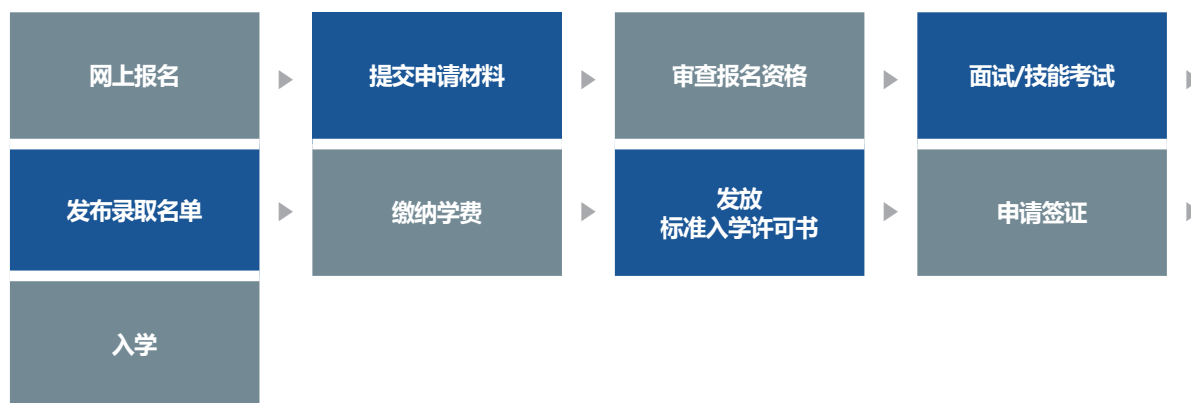 网上报名
提交申请材料
审查报名资格
面试/技能考试
发布录取名单
缴纳学费
发放
标准入学许可书
申请签证
入学